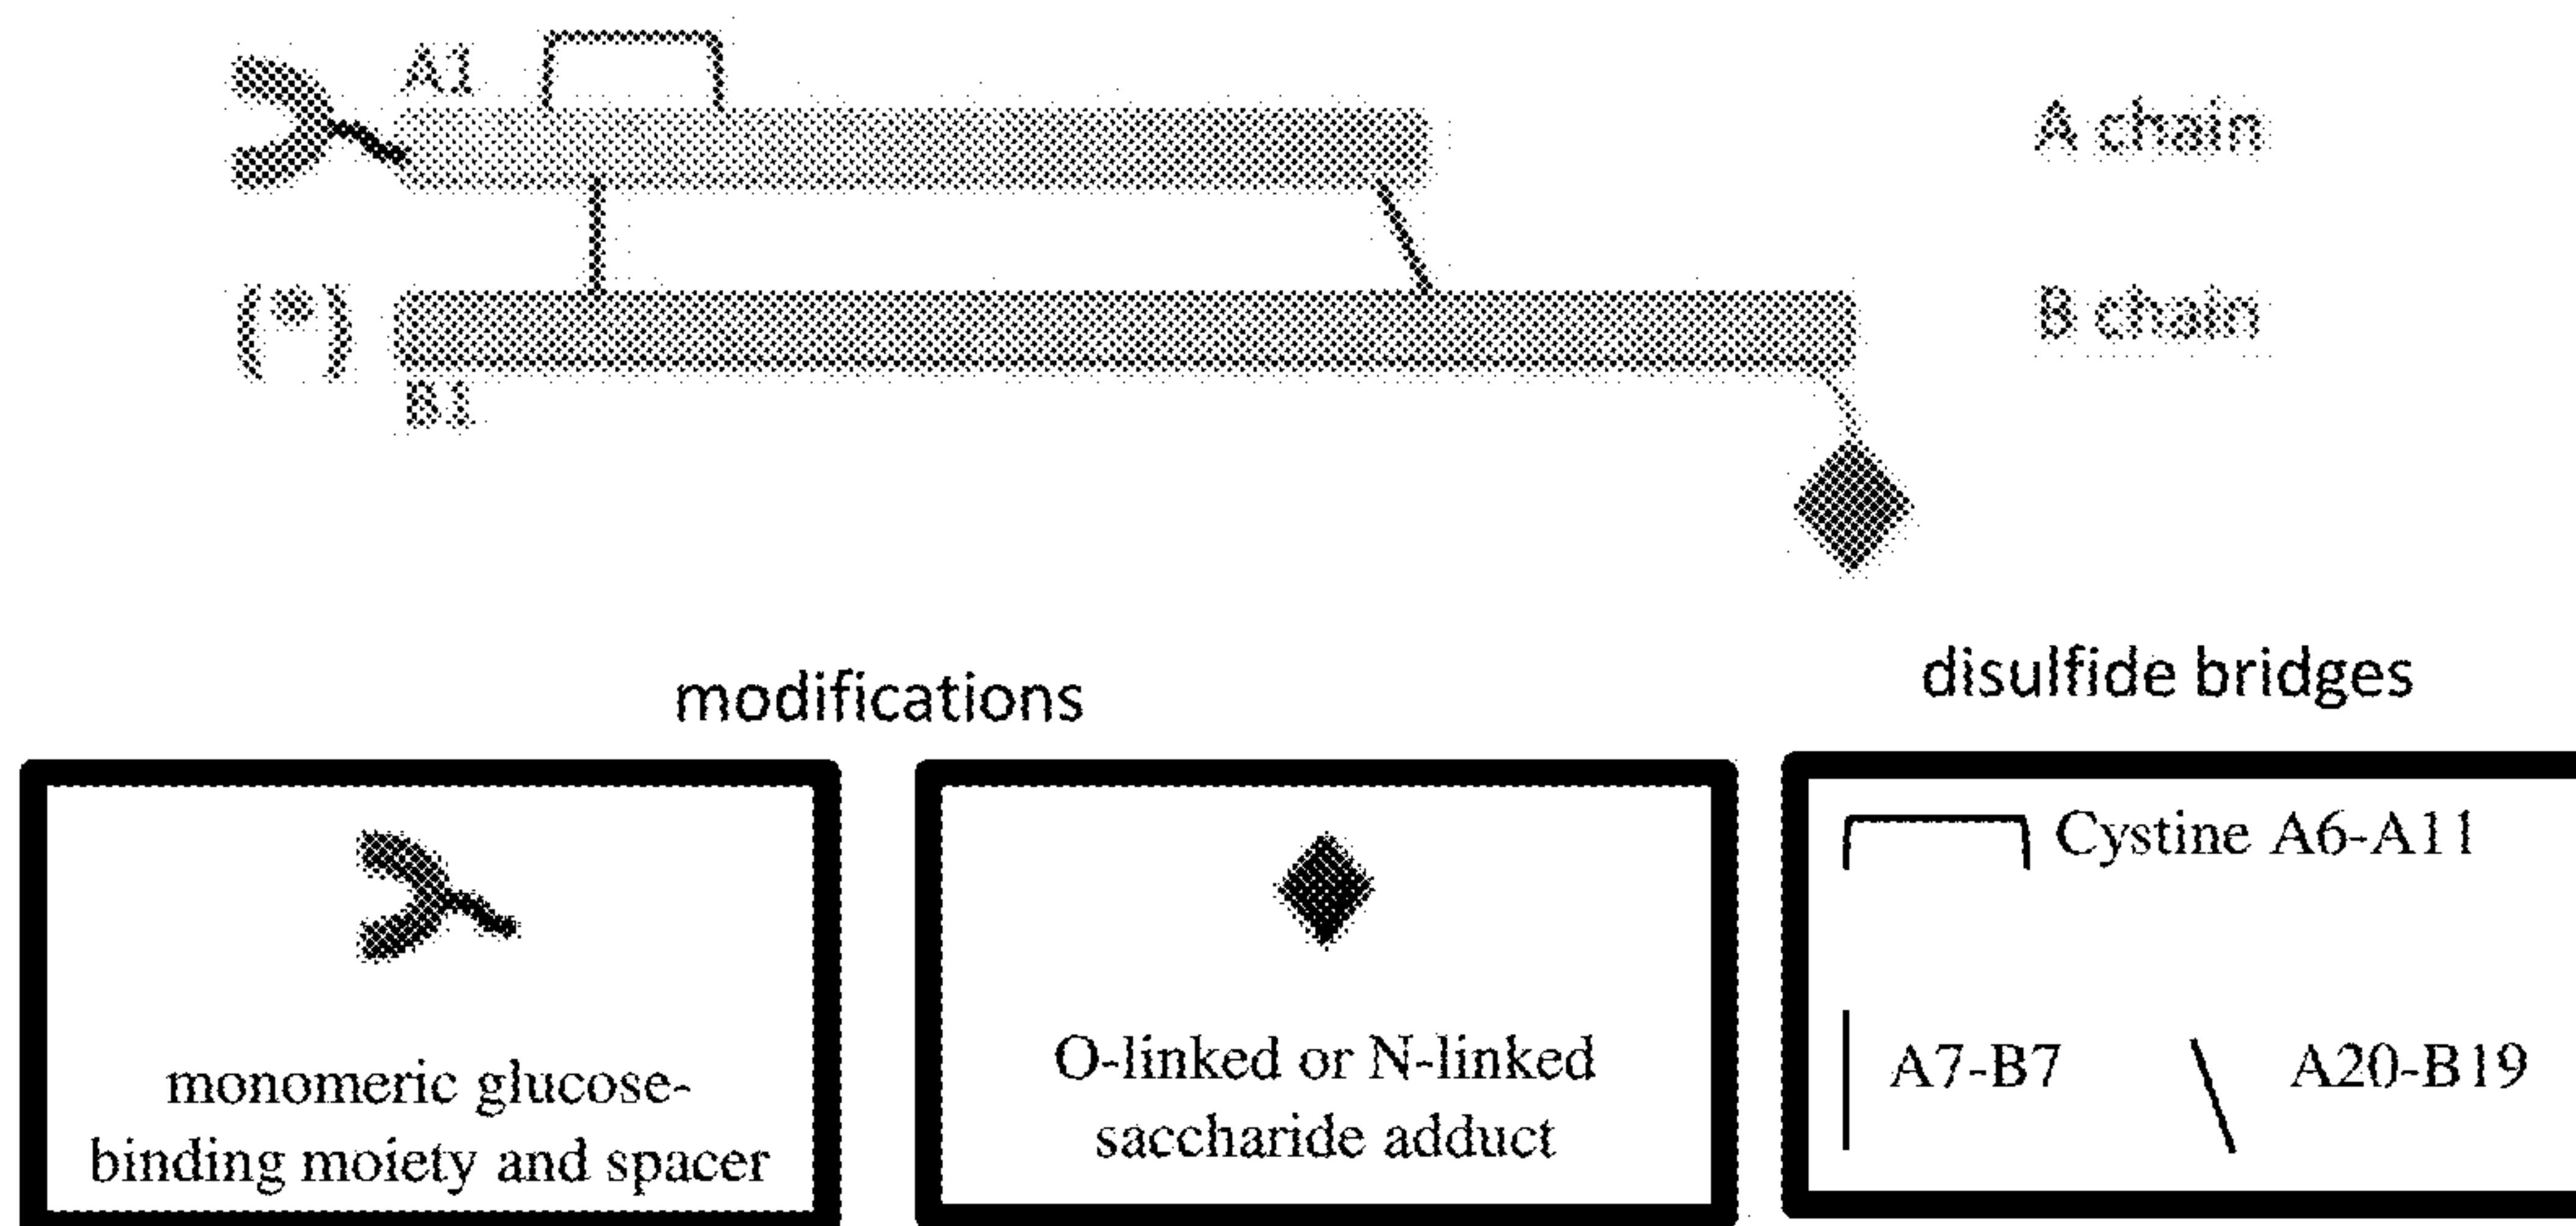 A1
A chain
(*)
B chain
B1
modifications
disulfide bridges
monomeric glucose-
binding moiety and spacer
O-linked or N-linked
saccharide adduct
Cystine A6-A11
A7-B7
A20-B19